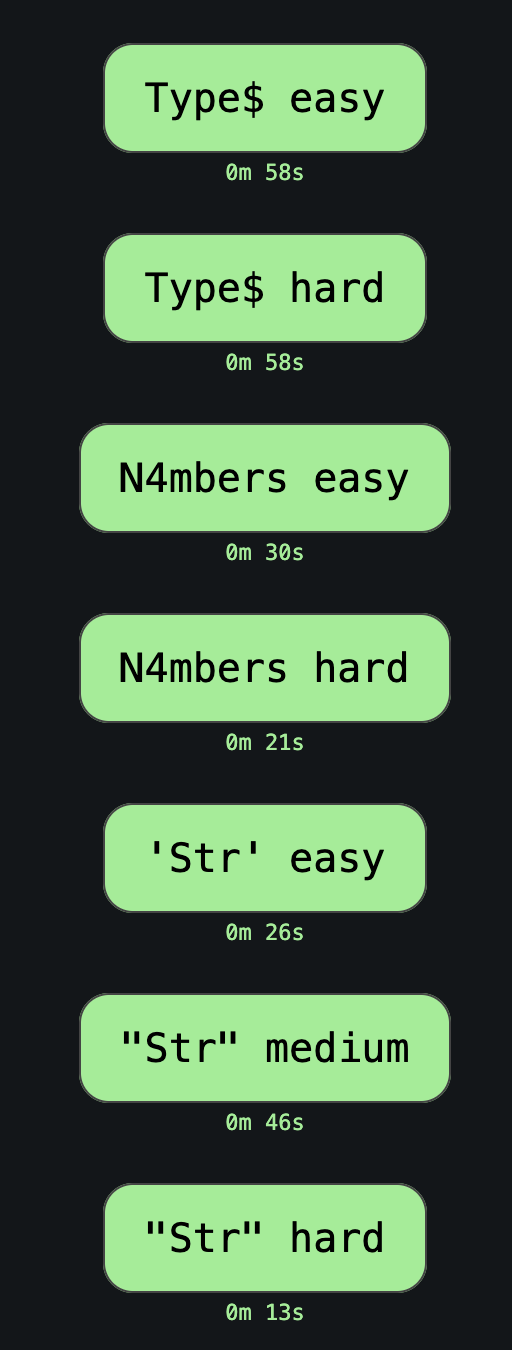 Type$ easy
0m 58s
Type$ hard
0m 58s
N4mbers easy
0m 30s
N4mbers hard
0m 21s
'Str' easy
0m 26s
"Str" medium
0m 46s
"Str" hard
0m 13s